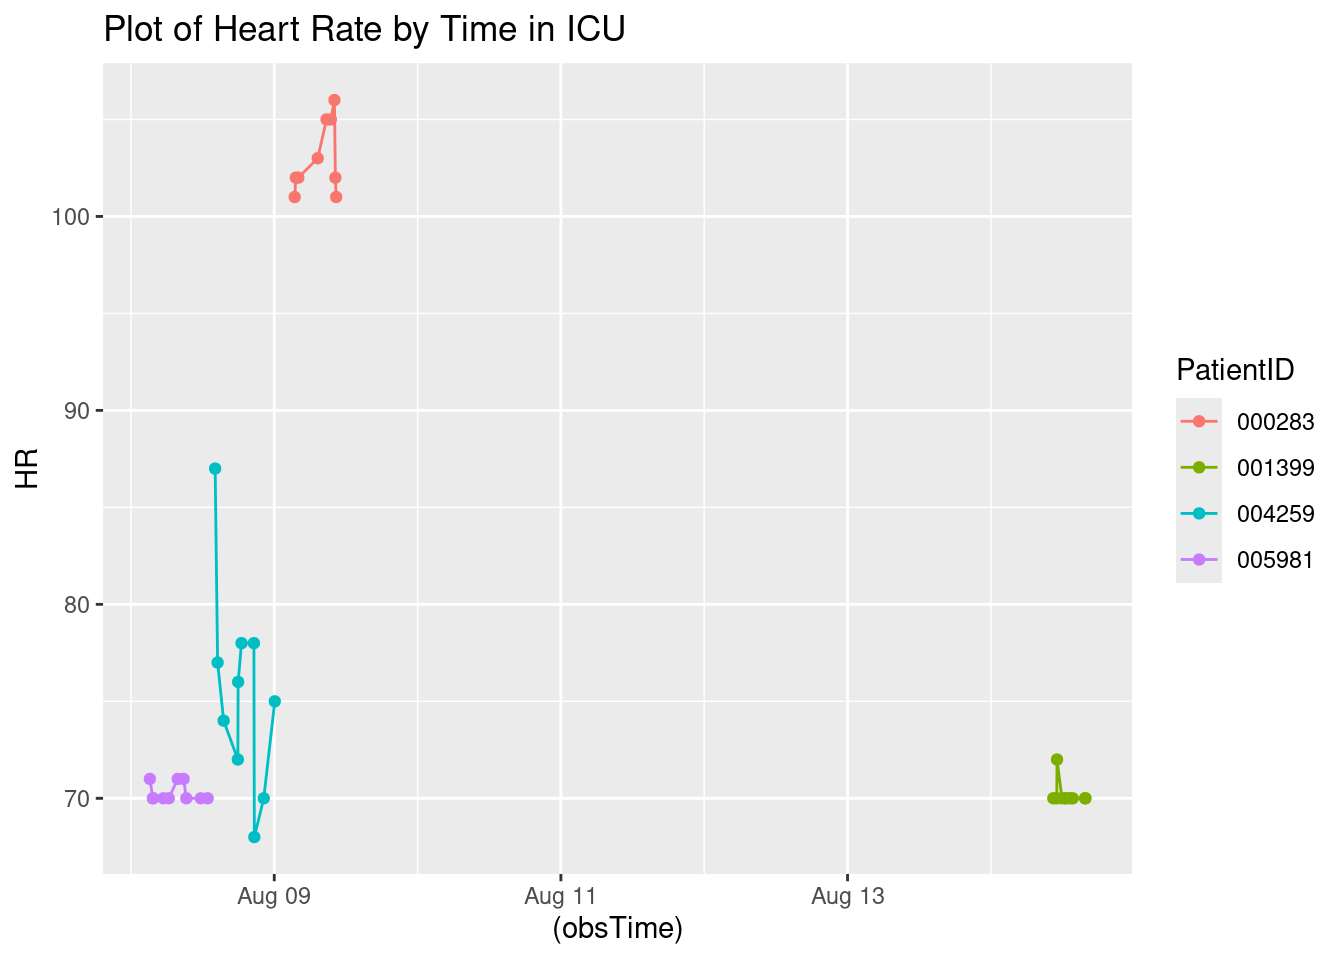 Plot of Heart Rate by Time in ICU
100
90
80
70
HR
Aug 09
Aug 11
Aug 13
(obsTime)
PatientID
000283
001399
004259
005981